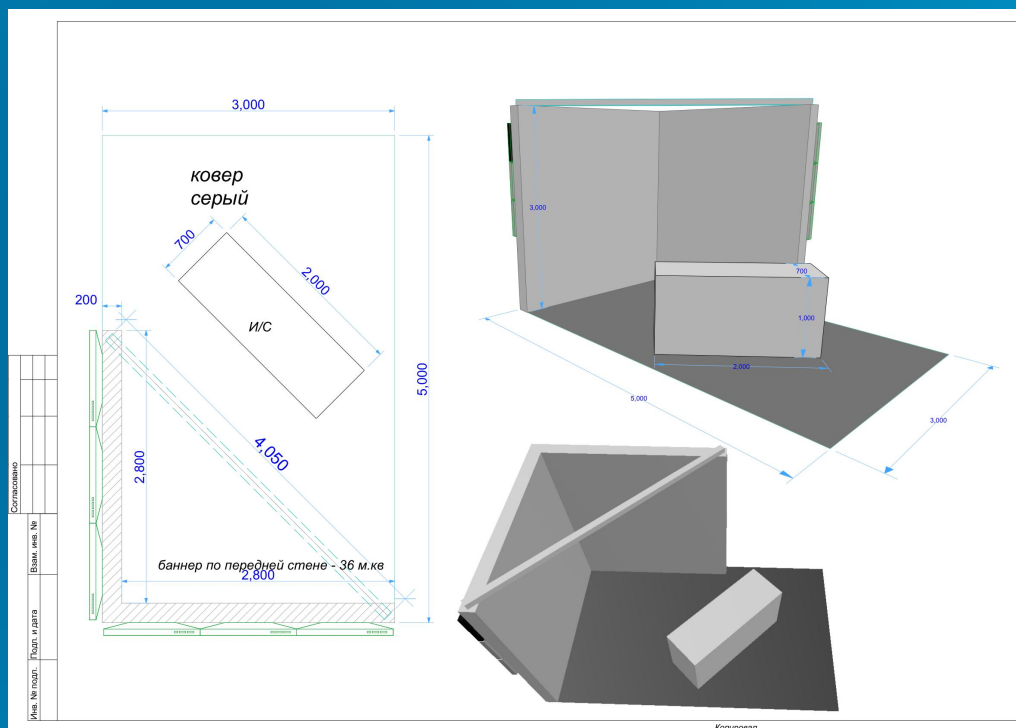 3,000
ковер
серый
700
2,000
200
И/С
5,000
2,800
4,050
баннер по передней стене - 36 м.кв
2,800
3,000
700
1,000
2,000
5,000
3,000
Согласовано
Взам. инв. №
Подп. и дата
Инв. № подл.
Копировал